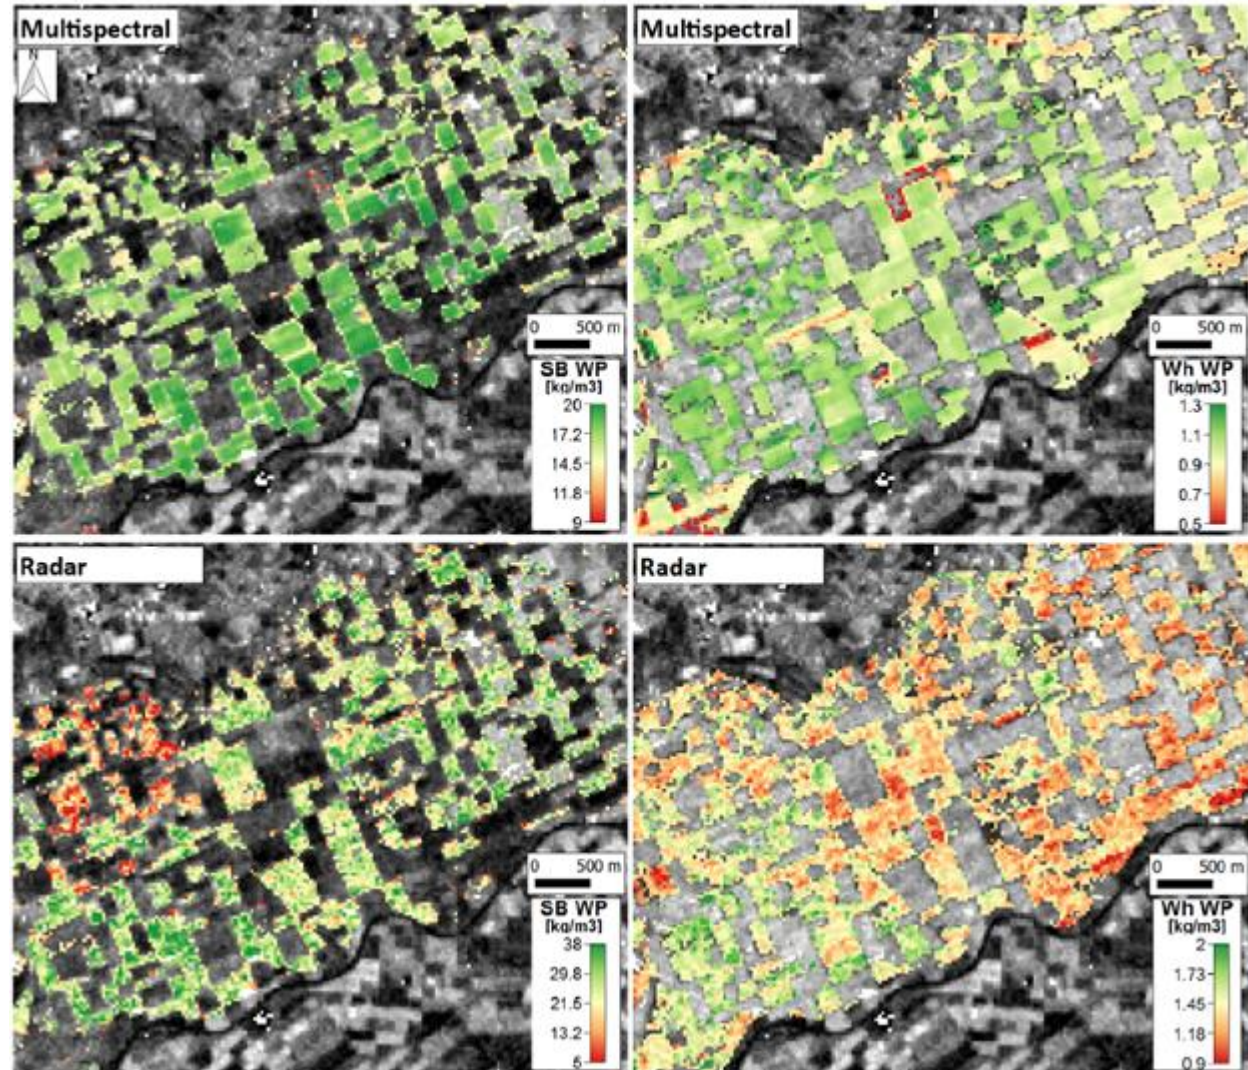 Multispectral
N
0 500 m
SB WP
[kg/m3]
20
17.2
14.5
11.8
9
Multispectral
0 500 m
Wh WP
[kg/m3]
1.3
1.1
0.9
0.7
0.5
Radar
0 500 m
SB WP
[kg/m3]
38
29.8
21.5
13.2
5
Radar
0 500 m
Wh WP
[kg/m3]
2
1.73
1.45
1.18
0.9